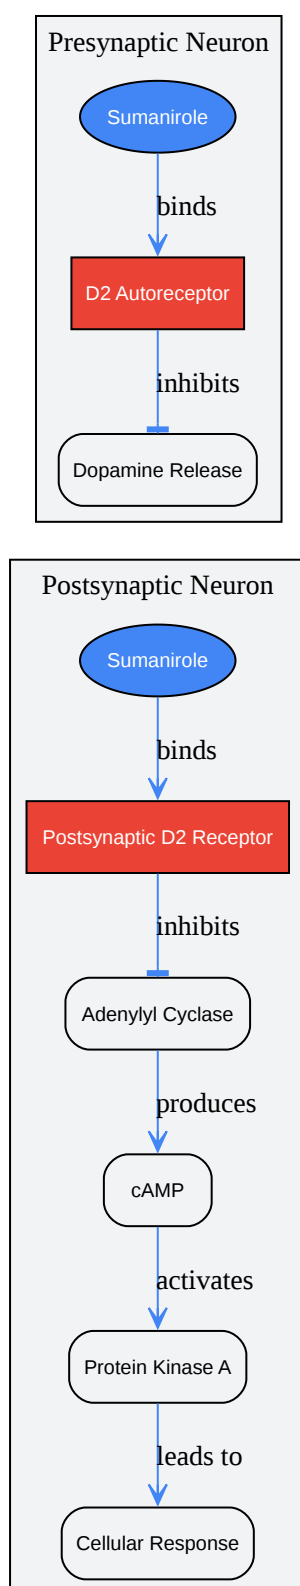 Presynaptic Neuron
Sumanirole
binds
D2 Autoreceptor
inhibits
Dopamine Release
Postsynaptic Neuron
Sumanirole
binds
Postsynaptic D2 Receptor
inhibits
Adenylyl Cyclase
produces
cAMP
activates
Protein Kinase A
leads to
Cellular Response